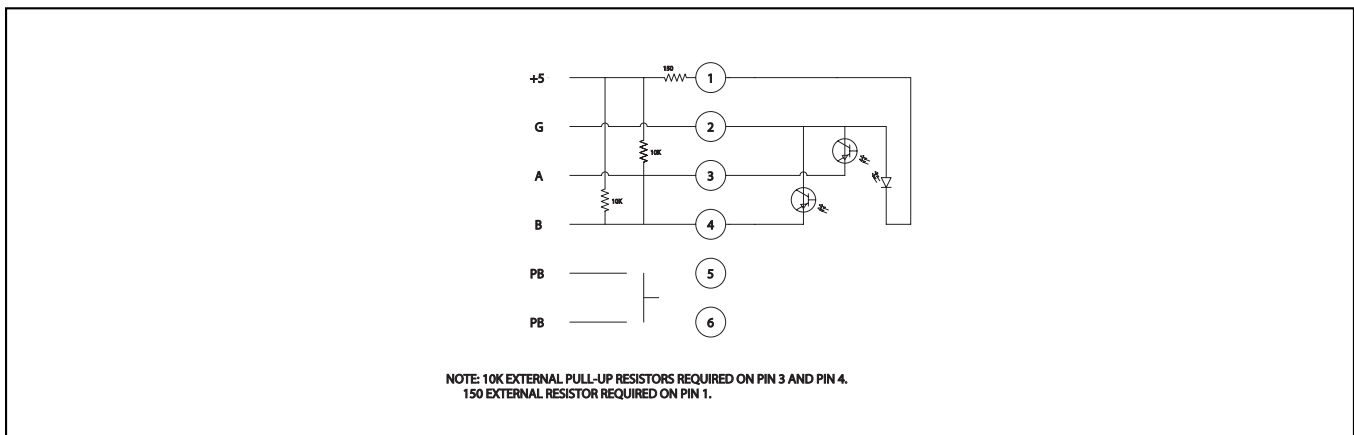 150
+5
1
G
2
10K
A
3
10K
B
4
PB
5
PB
6
NOTE: 10K EXTERNAL PULL-UP RESISTORS REQUIRED ON PIN 3 AND PIN 4.
150 EXTERNAL RESISTOR REQUIRED ON PIN 1.